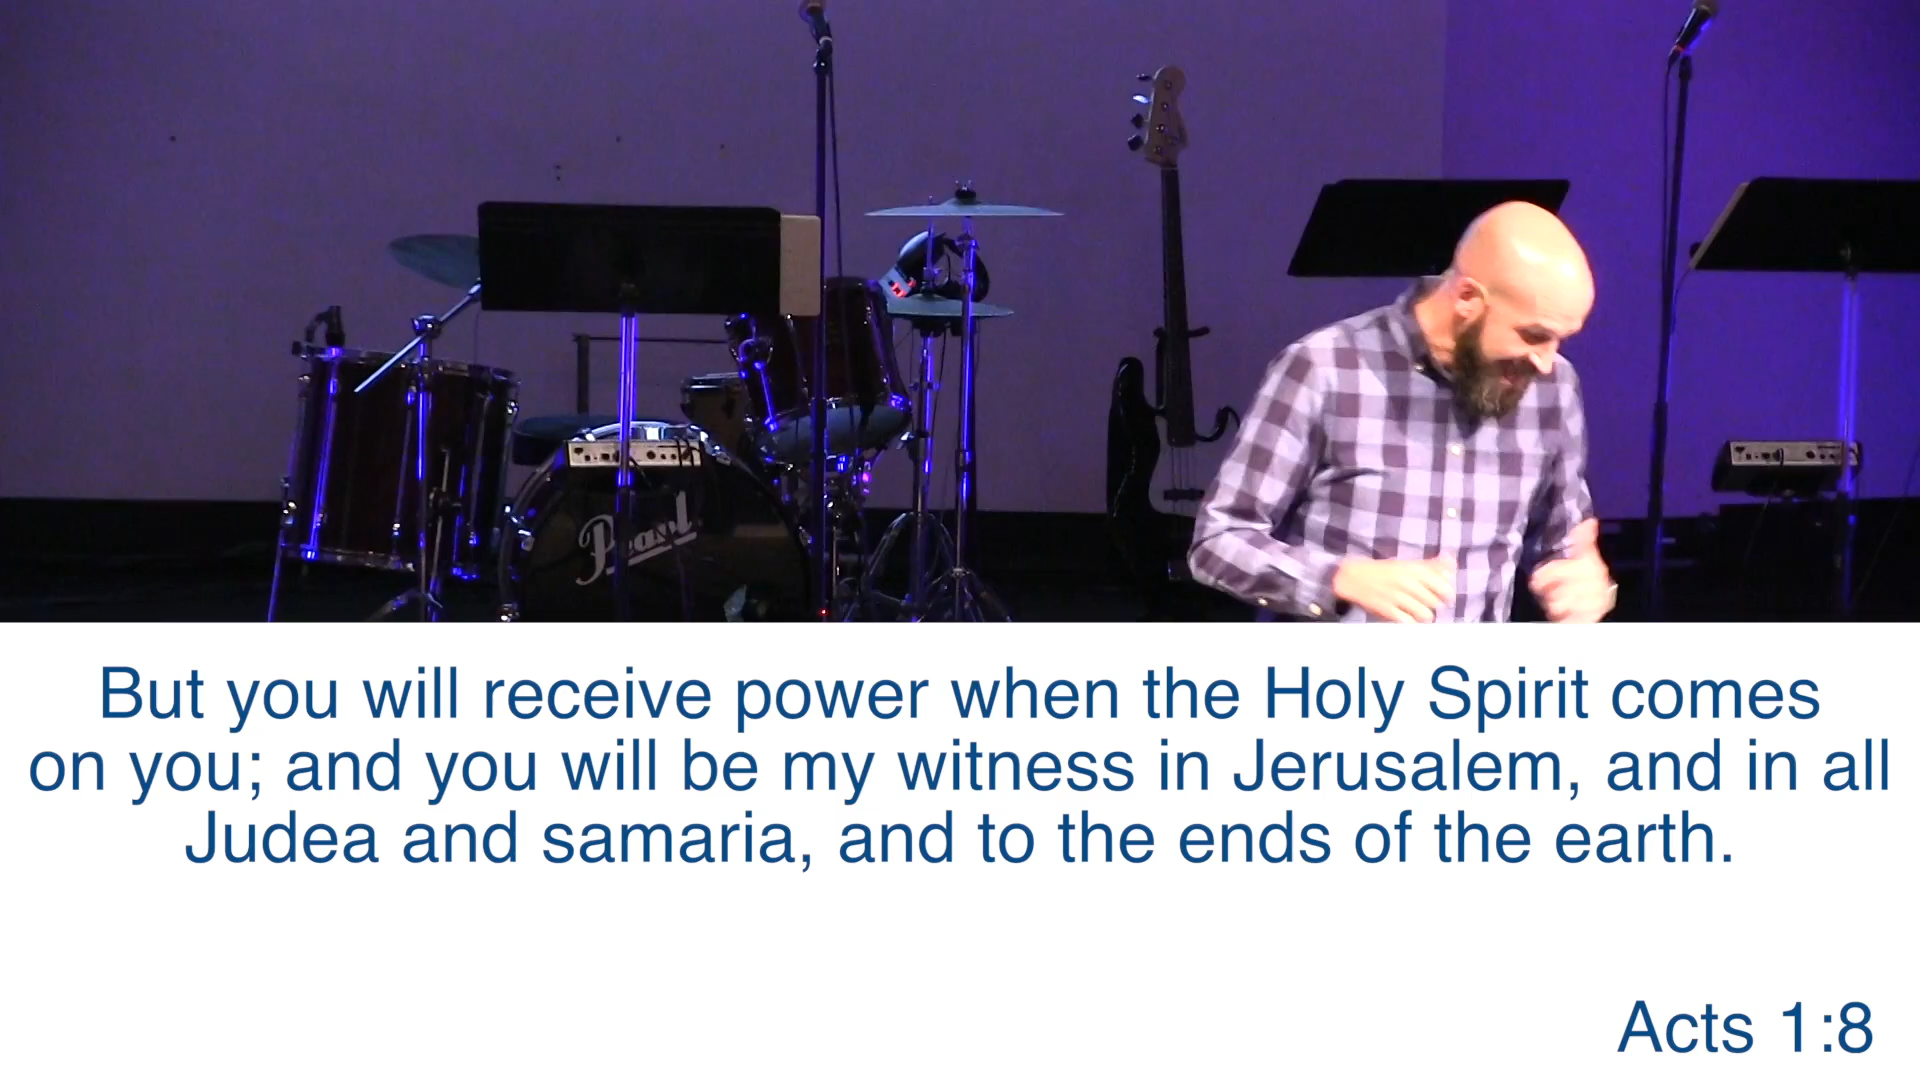 Pearl
But you will receive power when the Holy Spirit comes
on you; and you will be my witness in Jerusalem, and in all
Judea and samaria, and to the ends of the earth.
Acts 1:8